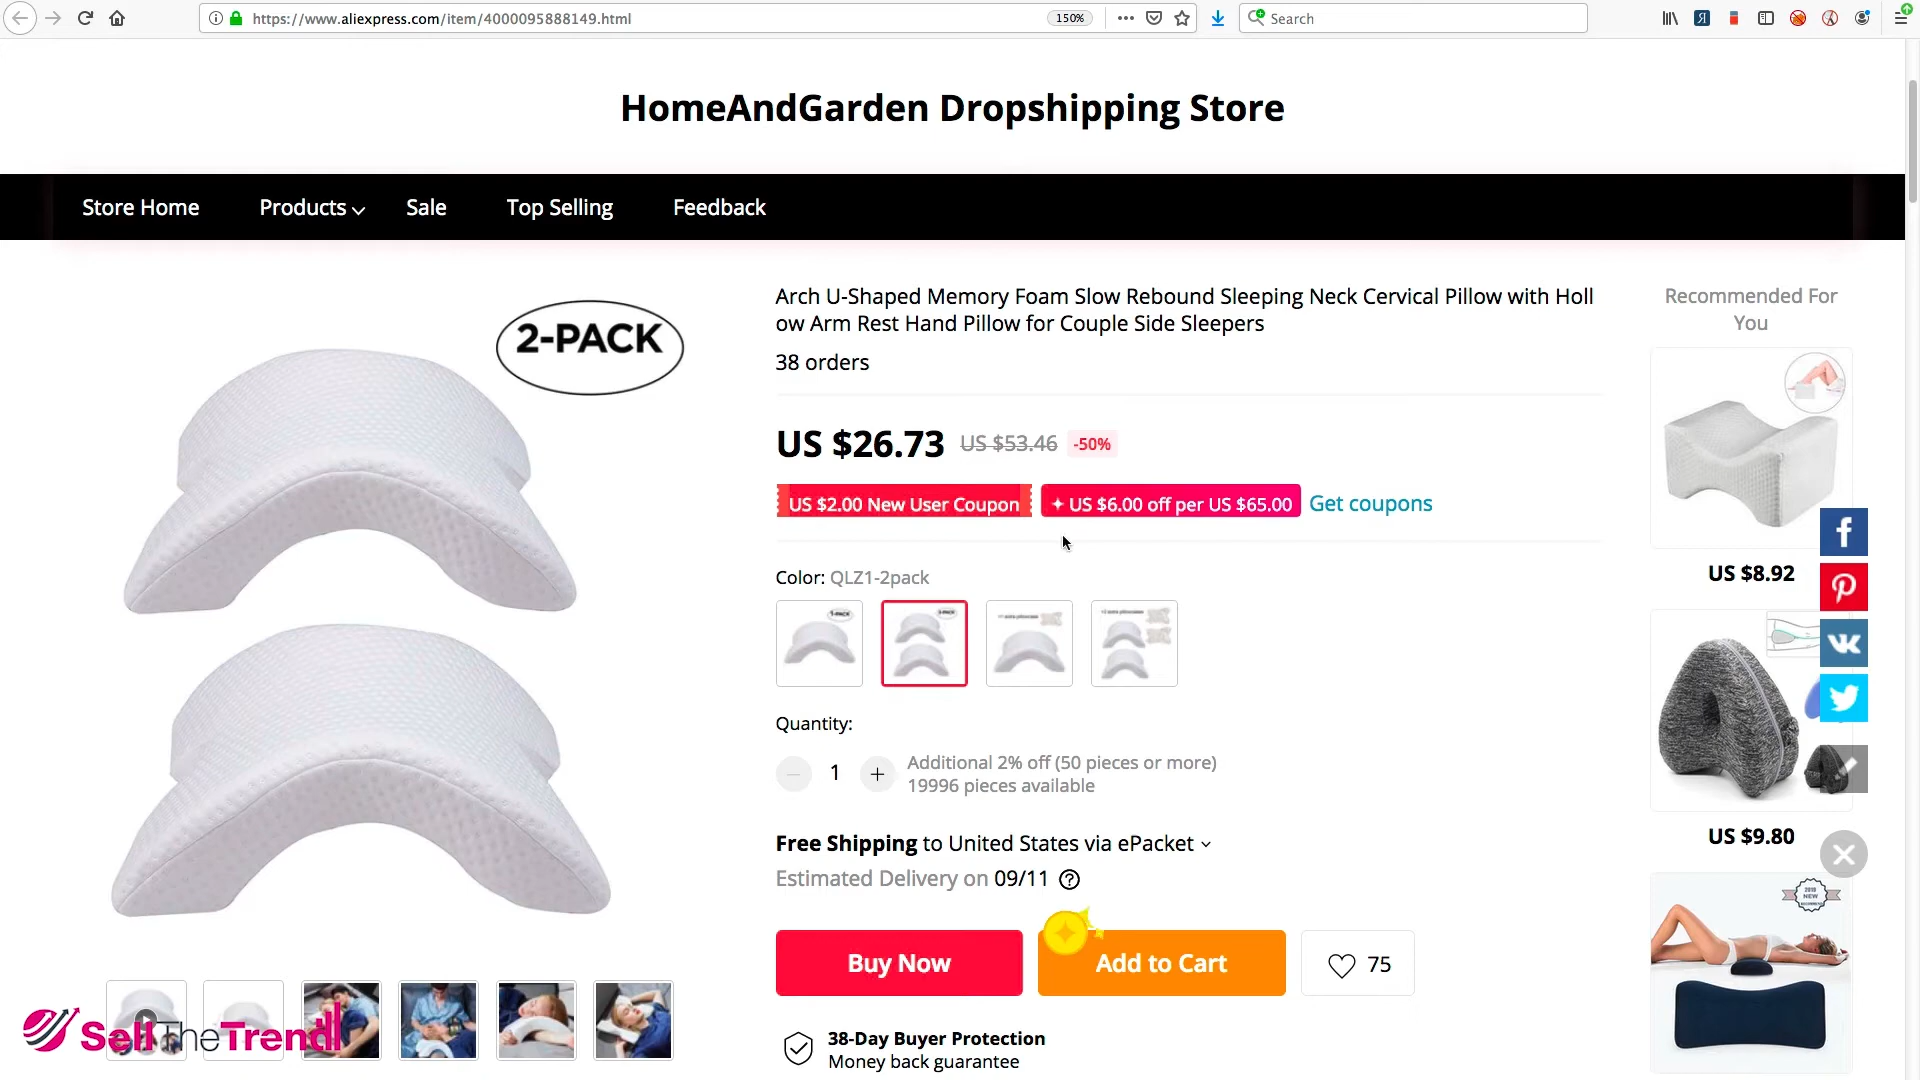 https://www.aliexpress.com/item/4000095888149.html
150%
Search
HomeAndGarden Dropshipping Store
Store Home
Products
Sale
Top Selling
Feedback
2-PACK
Arch U-Shaped Memory Foam Slow Rebound Sleeping Neck Cervical Pillow with Holl
ow Arm Rest Hand Pillow for Couple Side Sleepers
38 orders
US $26.73 US $53.46 -50%
US $2.00 New User Coupon
US $6.00 off per US $65.00
Get coupons
Color: QLZ1-2pack
1-PACK
2-PACK
Quantity:
1
Additional 2% off (50 pieces or more)
19996 pieces available
Free Shipping to United States via ePacket
Estimated Delivery on 09/11
Buy Now
Add to Cart
75
38-Day Buyer Protection
Money back guarantee
Recommended For
You
US $8.92
US $9.80
SellTheTrend